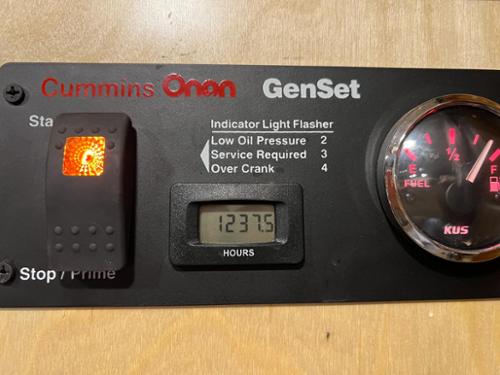 Cummins Onan GenSet
Sta
Indicator Light Flasher
Low Oil Pressure 2
Service Required 3
Over Crank 4
1237.5
HOURS
Stop / Prime
E 1/2 F
FUEL
KUS